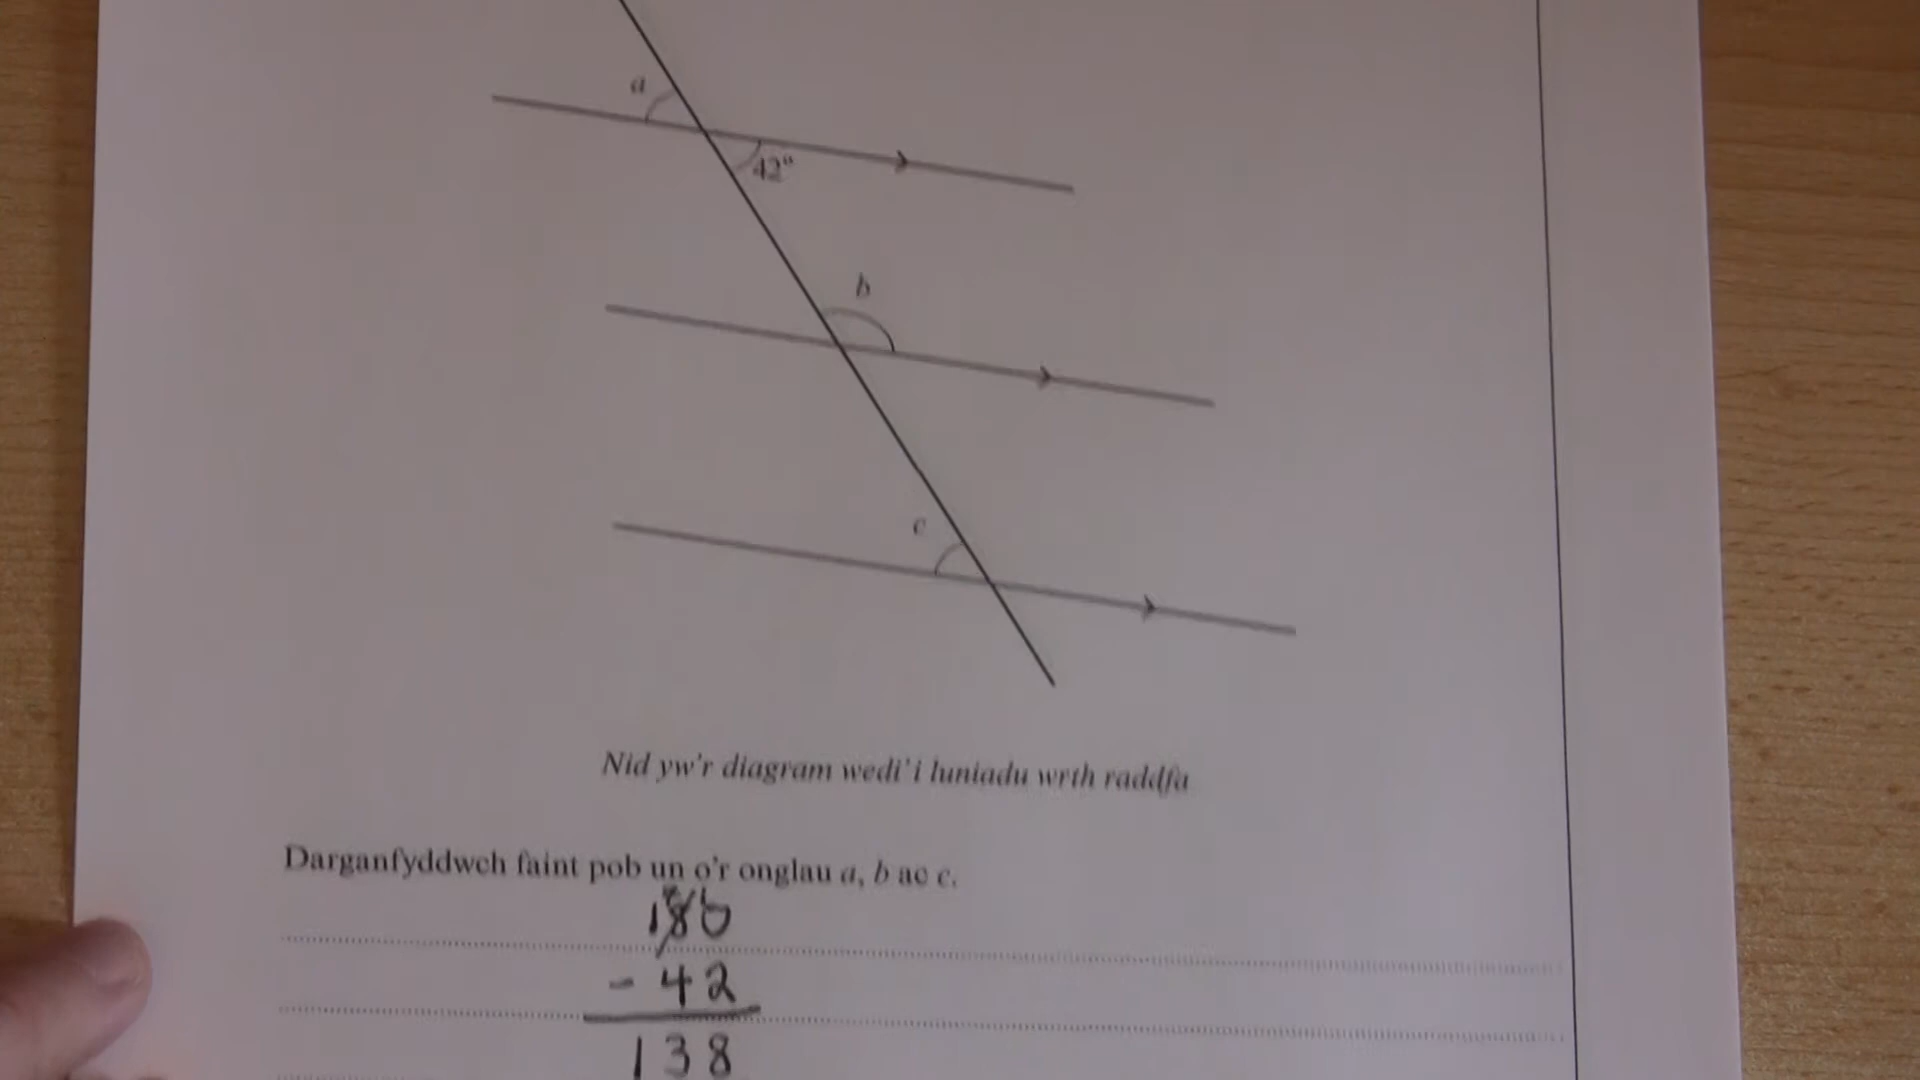 a
42°
b
c
Nid yw'r diagram wedi'i luniadu wrth raddfa
Darganfyddwch faint pob un o'r onglau a, b ac c.
180
- 42
138